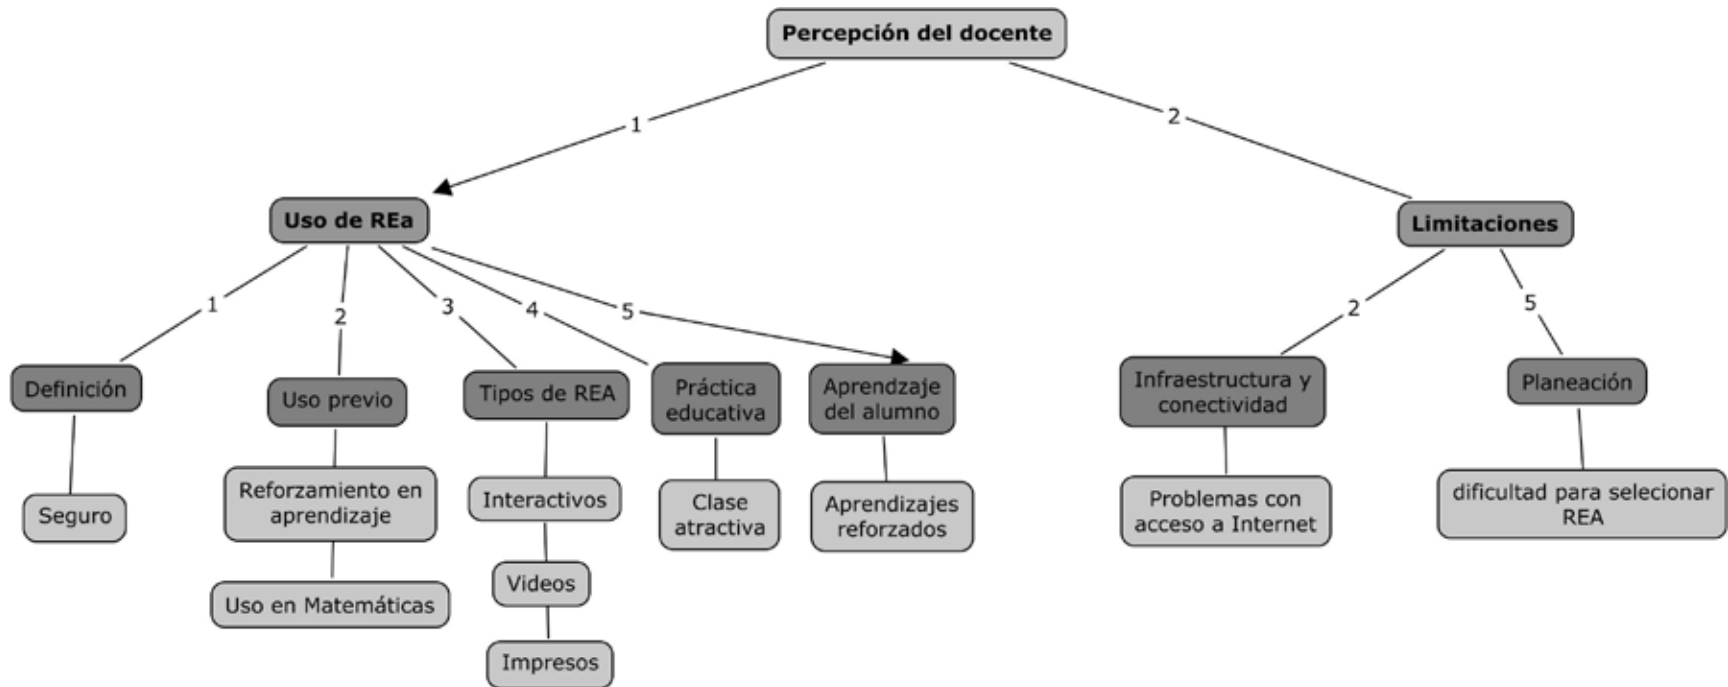 Percepción del docente
1
2
Uso de REa
Limitaciones
1
2
3
4
5
2
5
Definición
Uso previo
Tipos de REA
Práctica
educativa
Aprendzaje
del alumno
Infraestructura y
conectividad
Planeación
Seguro
Reforzamiento en
aprendizaje
Interactivos
Clase
atractiva
Aprendizajes
reforzados
Problemas con
acceso a Internet
dificultad para selecionar
REA
Uso en Matemáticas
Videos
Impresos